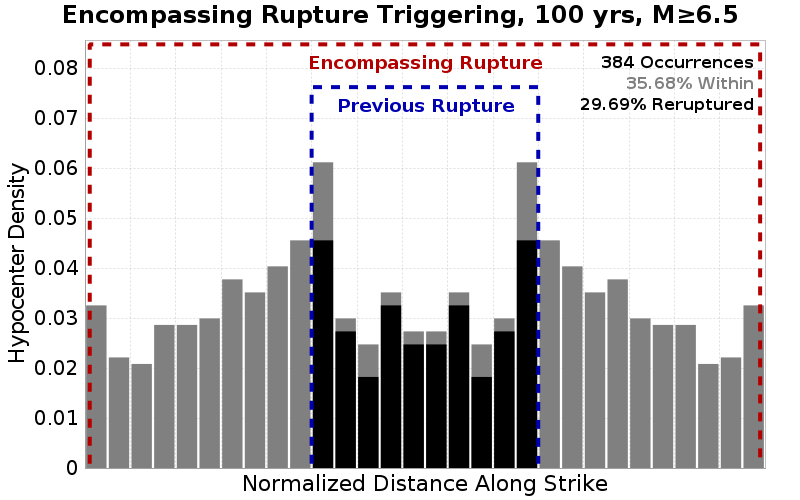 Encompassing Rupture Triggering, 100 yrs, M≥6.5
Encompassing Rupture
384 Occurrences
35.68% Within
29.69% Reruptured
Previous Rupture
Hypocenter Density
0.08
0.07
0.06
0.05
0.04
0.03
0.02
0.01
0
Normalized Distance Along Strike